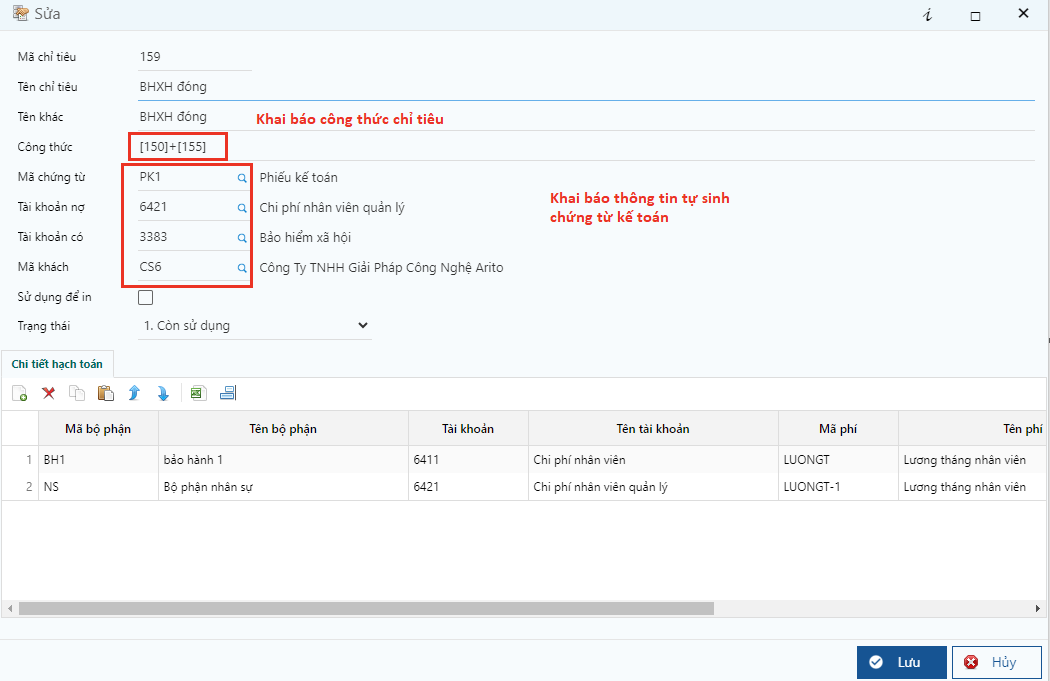 Sửa
Mã chỉ tiêu 159
Tên chỉ tiêu BHXH đóng
Tên khác BHXH đóng
Khai báo công thức chỉ tiêu
Công thức [150]+[155]
Mã chứng từ PK1 Phiếu kế toán
Khai báo thông tin tự sinh
chứng từ kế toán
Tài khoản nợ 6421 Chi phí nhân viên quản lý
Tài khoản có 3383 Bảo hiểm xã hội
Mã khách CS6 Công Ty TNHH Giải Pháp Công Nghệ Arito
Sử dụng để in
Trạng thái 1. Còn sử dụng
Chi tiết hạch toán
Mã bộ phận Tên bộ phận Tài khoản Tên tài khoản Mã phí Tên phí
1 BH1 bảo hành 1 6411 Chi phí nhân viên LUONGT Lương tháng nhân viên
2 NS Bộ phận nhân sự 6421 Chi phí nhân viên quản lý LUONGT-1 Lương tháng nhân viên
Lưu Hủy